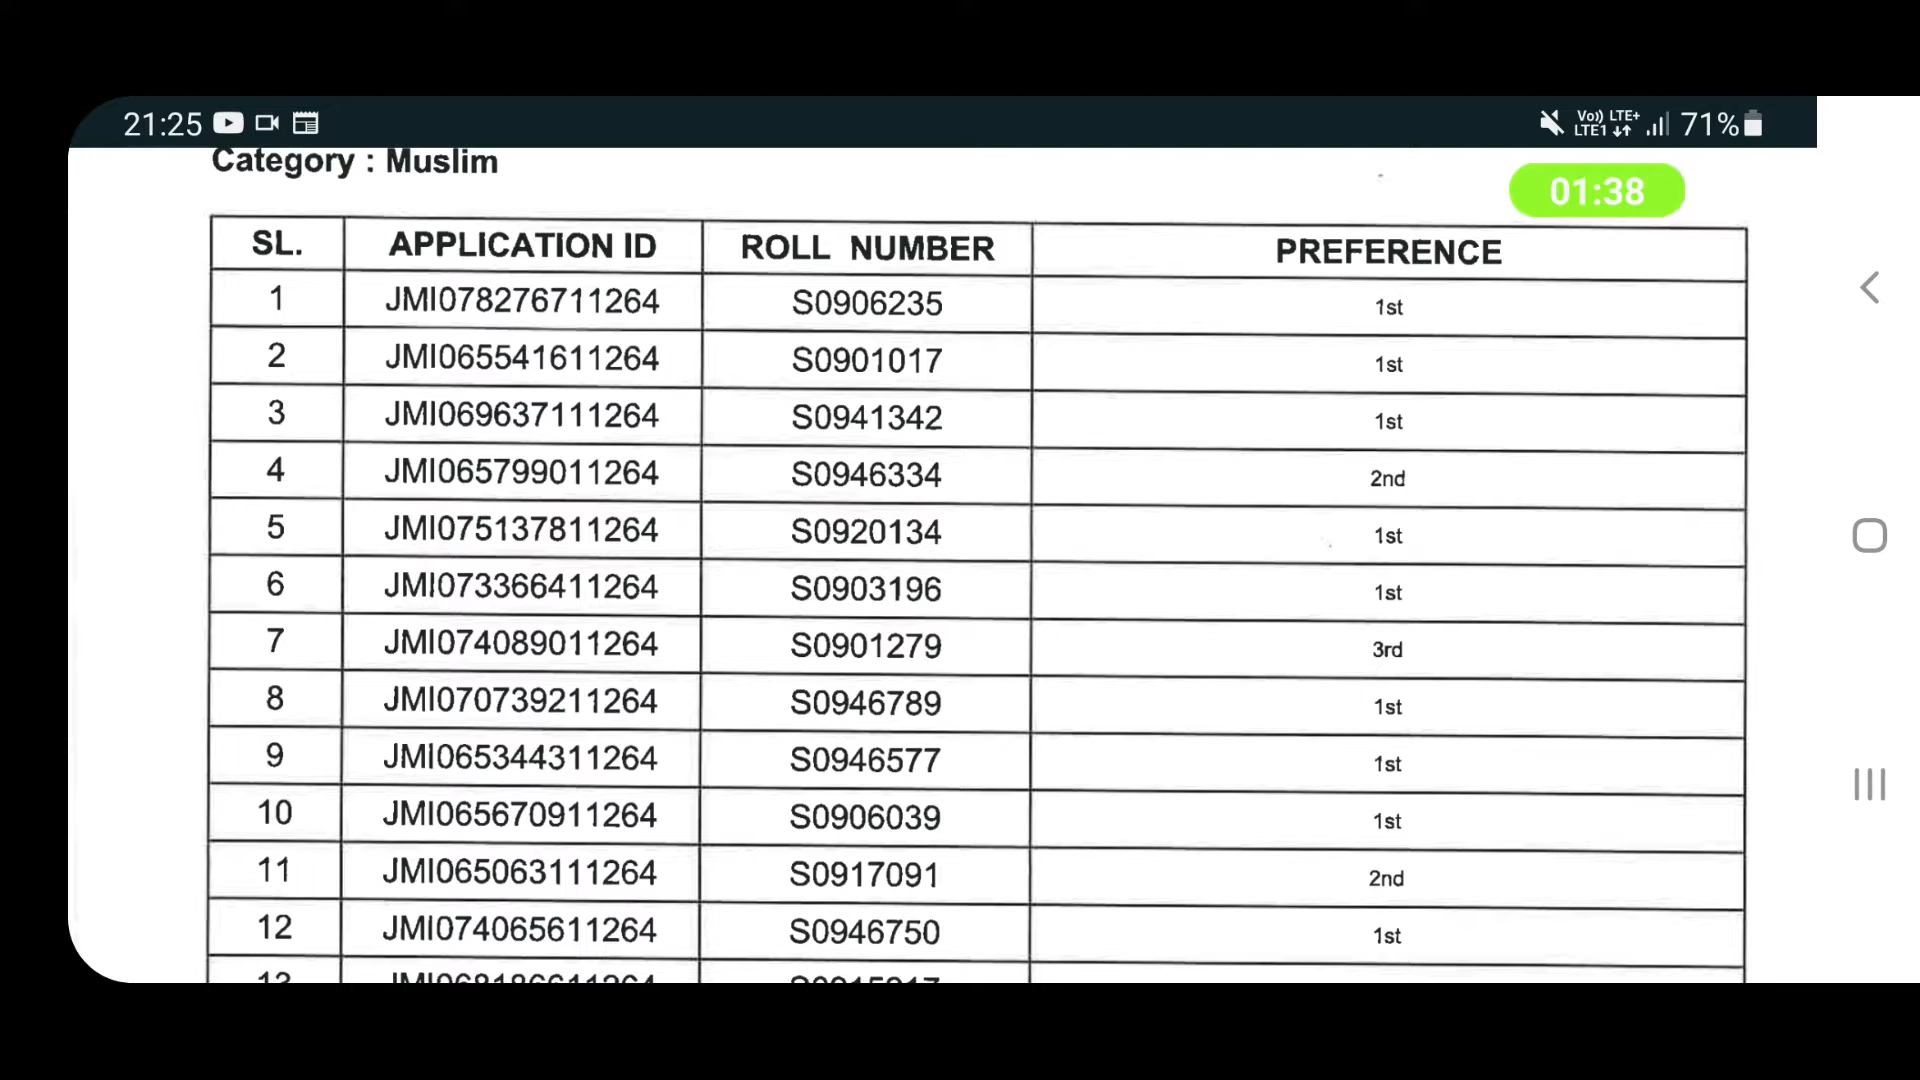 21:25 Vo)) LTE+ LTE1 71%
Category : Muslim
01:38
SL. APPLICATION ID ROLL NUMBER PREFERENCE
1 JMI078276711264 S0906235 1st
2 JMI065541611264 S0901017 1st
3 JMI069637111264 S0941342 1st
4 JMI065799011264 S0946334 2nd
5 JMI075137811264 S0920134 1st
6 JMI073366411264 S0903196 1st
7 JMI074089011264 S0901279 3rd
8 JMI070739211264 S0946789 1st
9 JMI065344311264 S0946577 1st
10 JMI065670911264 S0906039 1st
11 JMI065063111264 S0917091 2nd
12 JMI074065611264 S0946750 1st